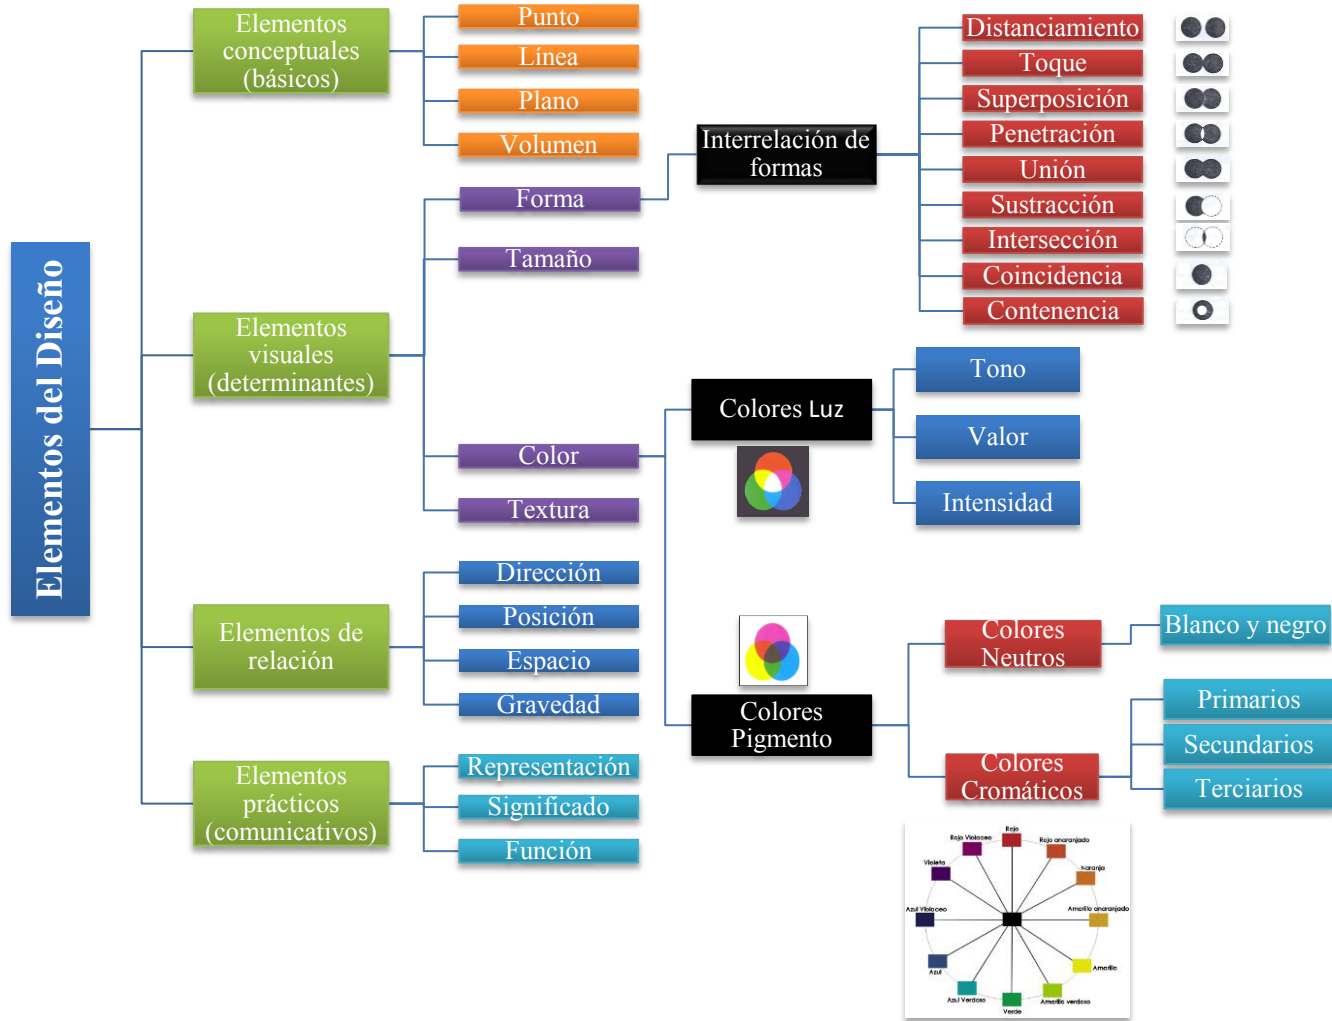 Elementos del Diseño
Elementos
conceptuales
(básicos)
Punto
Línea
Plano
Volumen
Elementos
visuales
(determinantes)
Forma
Tamaño
Color
Textura
Interrelación de
formas
Distanciamiento
Toque
Superposición
Penetración
Unión
Sustracción
Intersección
Coincidencia
Contenencia
Colores Luz
Tono
Valor
Intensidad
Colores
Pigmento
Colores
Neutros
Blanco y negro
Colores
Cromáticos
Primarios
Secundarios
Terciarios
Elementos de
relación
Dirección
Posición
Espacio
Gravedad
Elementos
prácticos
(comunicativos)
Representación
Significado
Función
Rojo
Rojo anaranjado
Naranja
Amarillo anaranjado
Amarillo
Amarillo verdoso
Verde
Azul Verdoso
Azul
Azul Violaceo
Violeta
Rojo Violaceo